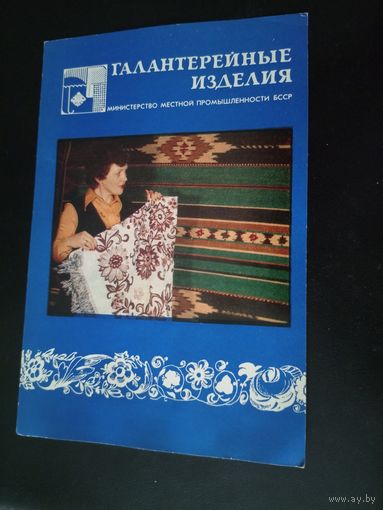 ГАЛАНТЕРЕЙНЫЕ
ИЗДЕЛИЯ
МИНИСТЕРСТВО МЕСТНОЙ ПРОМЫШЛЕННОСТИ БССР
www.ay.by